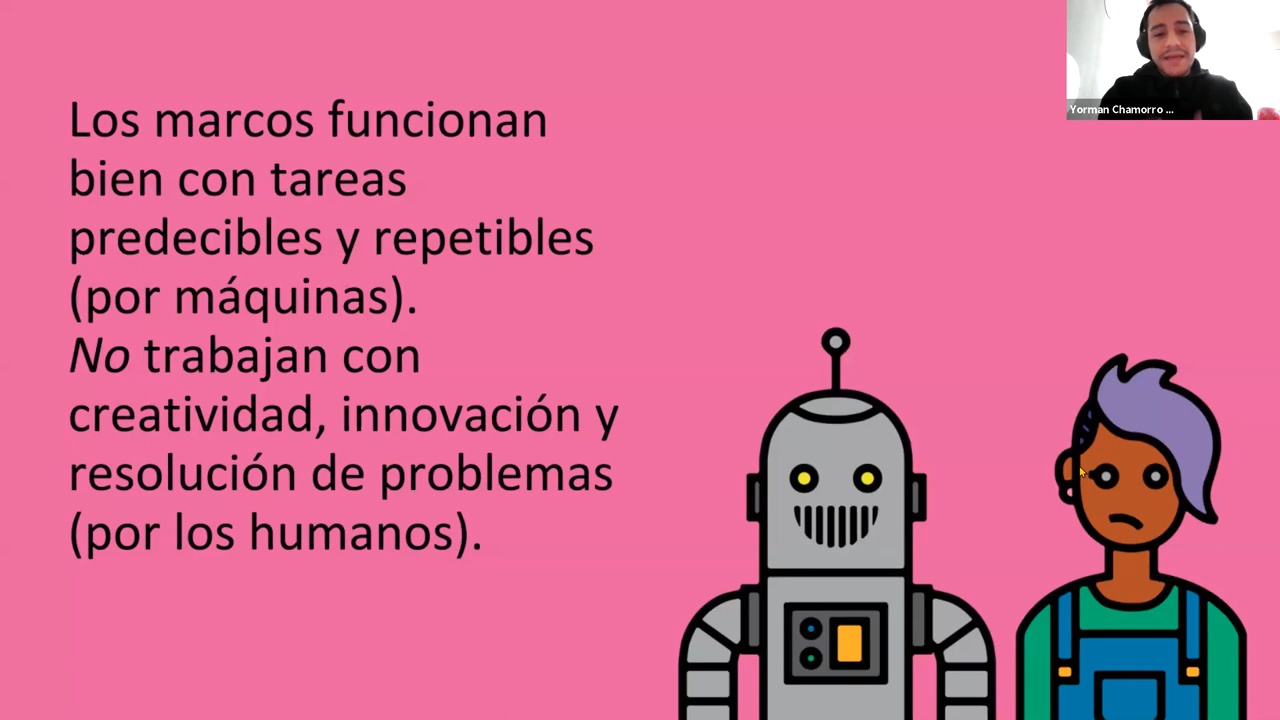 Los marcos funcionan
bien con tareas
predecibles y repetibles
(por máquinas).
No trabajan con
creatividad, innovación y
resolución de problemas
(por los humanos).
Yorman Chamorro ...